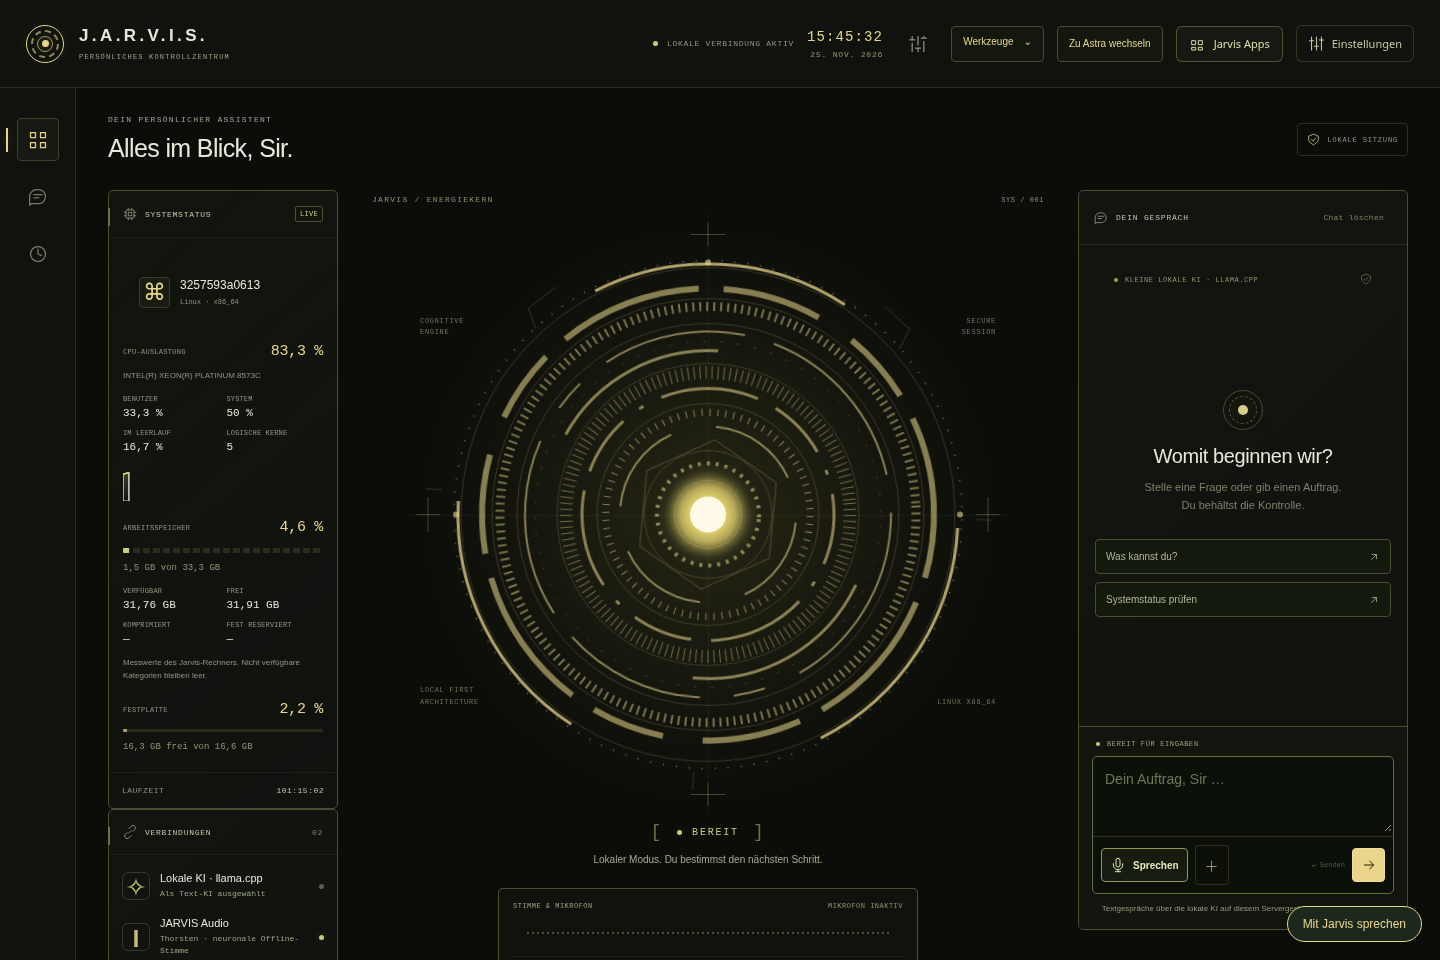 J.A.R.V.I.S.
PERSÖNLICHES KONTROLLZENTRUM
LOKALE VERBINDUNG AKTIV
15:45:32
25. NOV. 2026
Werkzeuge
Zu Astra wechseln
Jarvis Apps
Einstellungen
DEIN PERSÖNLICHER ASSISTENT
Alles im Blick, Sir.
LOKALE SITZUNG
SYSTEMSTATUS
LIVE
3257593a0613
Linux · x86_64
CPU-AUSLASTUNG
83,3 %
INTEL(R) XEON(R) PLATINUM 8573C
BENUTZER
SYSTEM
33,3 %
50 %
IM LEERLAUF
LOGISCHE KERNE
16,7 %
5
ARBEITSSPEICHER
4,6 %
1,5 GB von 33,3 GB
VERFÜGBAR
FREI
31,76 GB
31,91 GB
KOMPRIMIERT
FEST RESERVIERT
—
—
Messwerte des Jarvis-Rechners. Nicht verfügbare
Kategorien bleiben leer.
FESTPLATTE
2,2 %
16,3 GB frei von 16,6 GB
LAUFZEIT
101:15:02
VERBINDUNGEN
02
Lokale KI · llama.cpp
Als Text-KI ausgewählt
JARVIS Audio
Thorsten · neuronale Offline-
Stimme
JARVIS / ENERGIEKERN
SYS / 001
COGNITIVE
ENGINE
SECURE
SESSION
LOCAL FIRST
ARCHITECTURE
LINUX X86_64
[ BEREIT ]
Lokaler Modus. Du bestimmst den nächsten Schritt.
STIMME & MIKROFON
MIKROFON INAKTIV
DEIN GESPRÄCH
Chat löschen
KLEINE LOKALE KI · LLAMA.CPP
Womit beginnen wir?
Stelle eine Frage oder gib einen Auftrag.
Du behältst die Kontrolle.
Was kannst du?
Systemstatus prüfen
BEREIT FÜR EINGABEN
Dein Auftrag, Sir …
Sprechen
↵ Senden
Textgespräche über die lokale KI auf diesem
Mit Jarvis sprechen